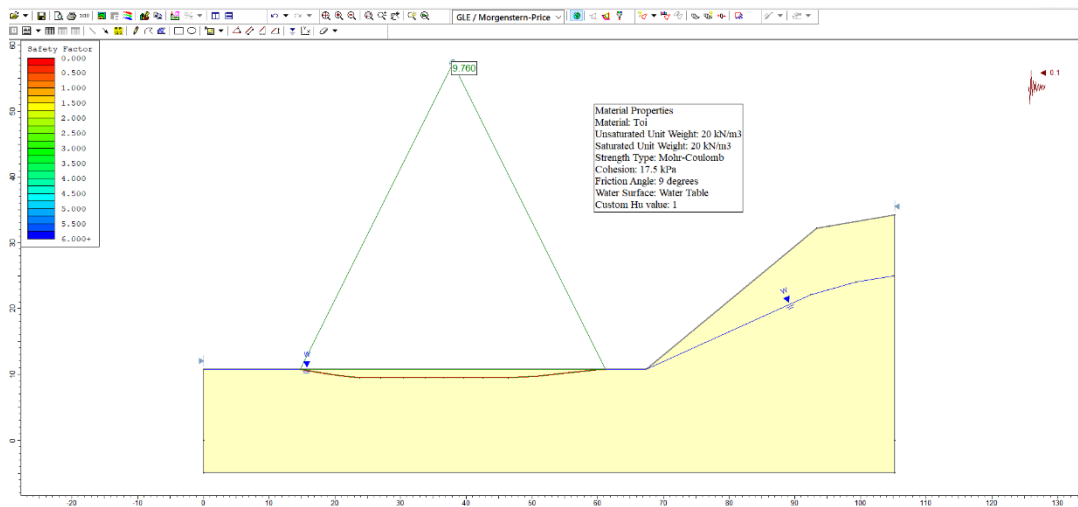 GLE / Morgenstern-Price
Safety Factor
0.000
0.500
1.000
1.500
2.000
2.500
3.000
3.500
4.000
4.500
5.000
5.500
6.000+
9.760
0.1
Material Properties
Material: Toi
Unsaturated Unit Weight: 20 kN/m3
Saturated Unit Weight: 20 kN/m3
Strength Type: Mohr-Coulomb
Cohesion: 17.5 kPa
Friction Angle: 9 degrees
Water Surface: Water Table
Custom Hu value: 1
W
W
60
50
40
30
20
10
0
-20 -10 0 10 20 30 40 50 60 70 80 90 100 110 120 130